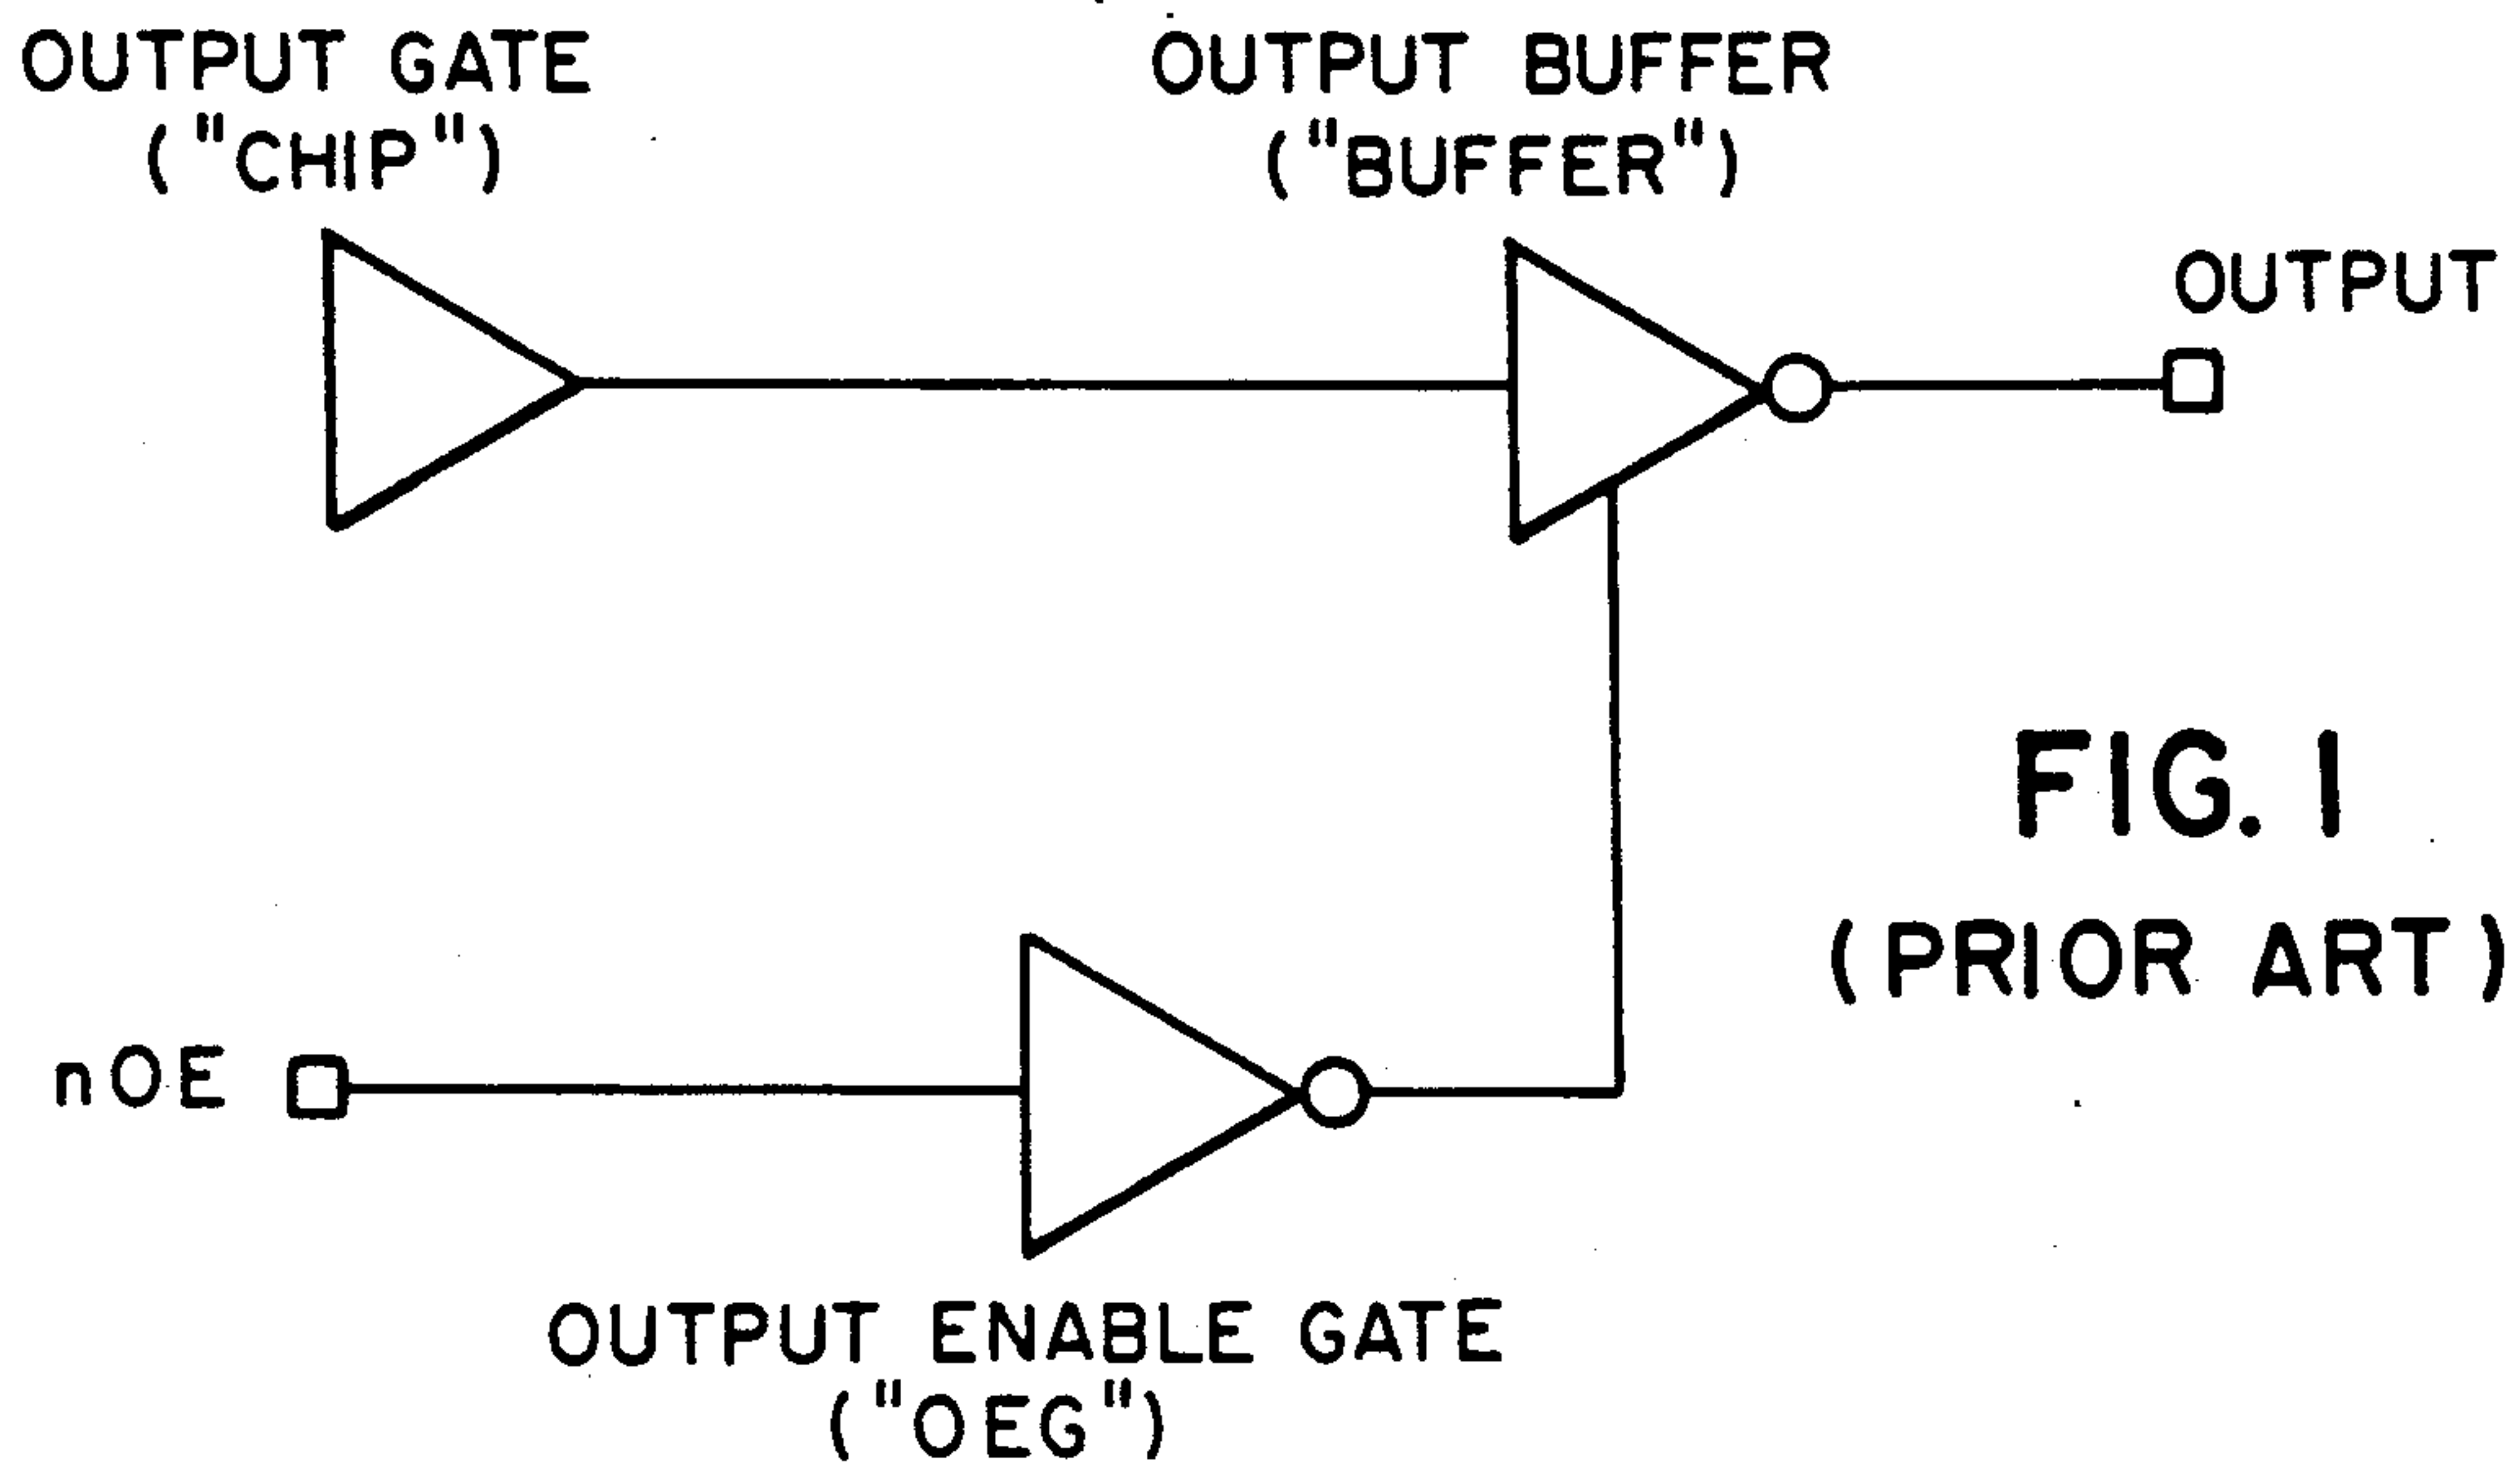 OUTPUT GATE
("CHIP")
OUTPUT BUFFER
("BUFFER")
OUTPUT
FIG. 1
(PRIOR ART)
nOE
OUTPUT ENABLE GATE
("OEG")